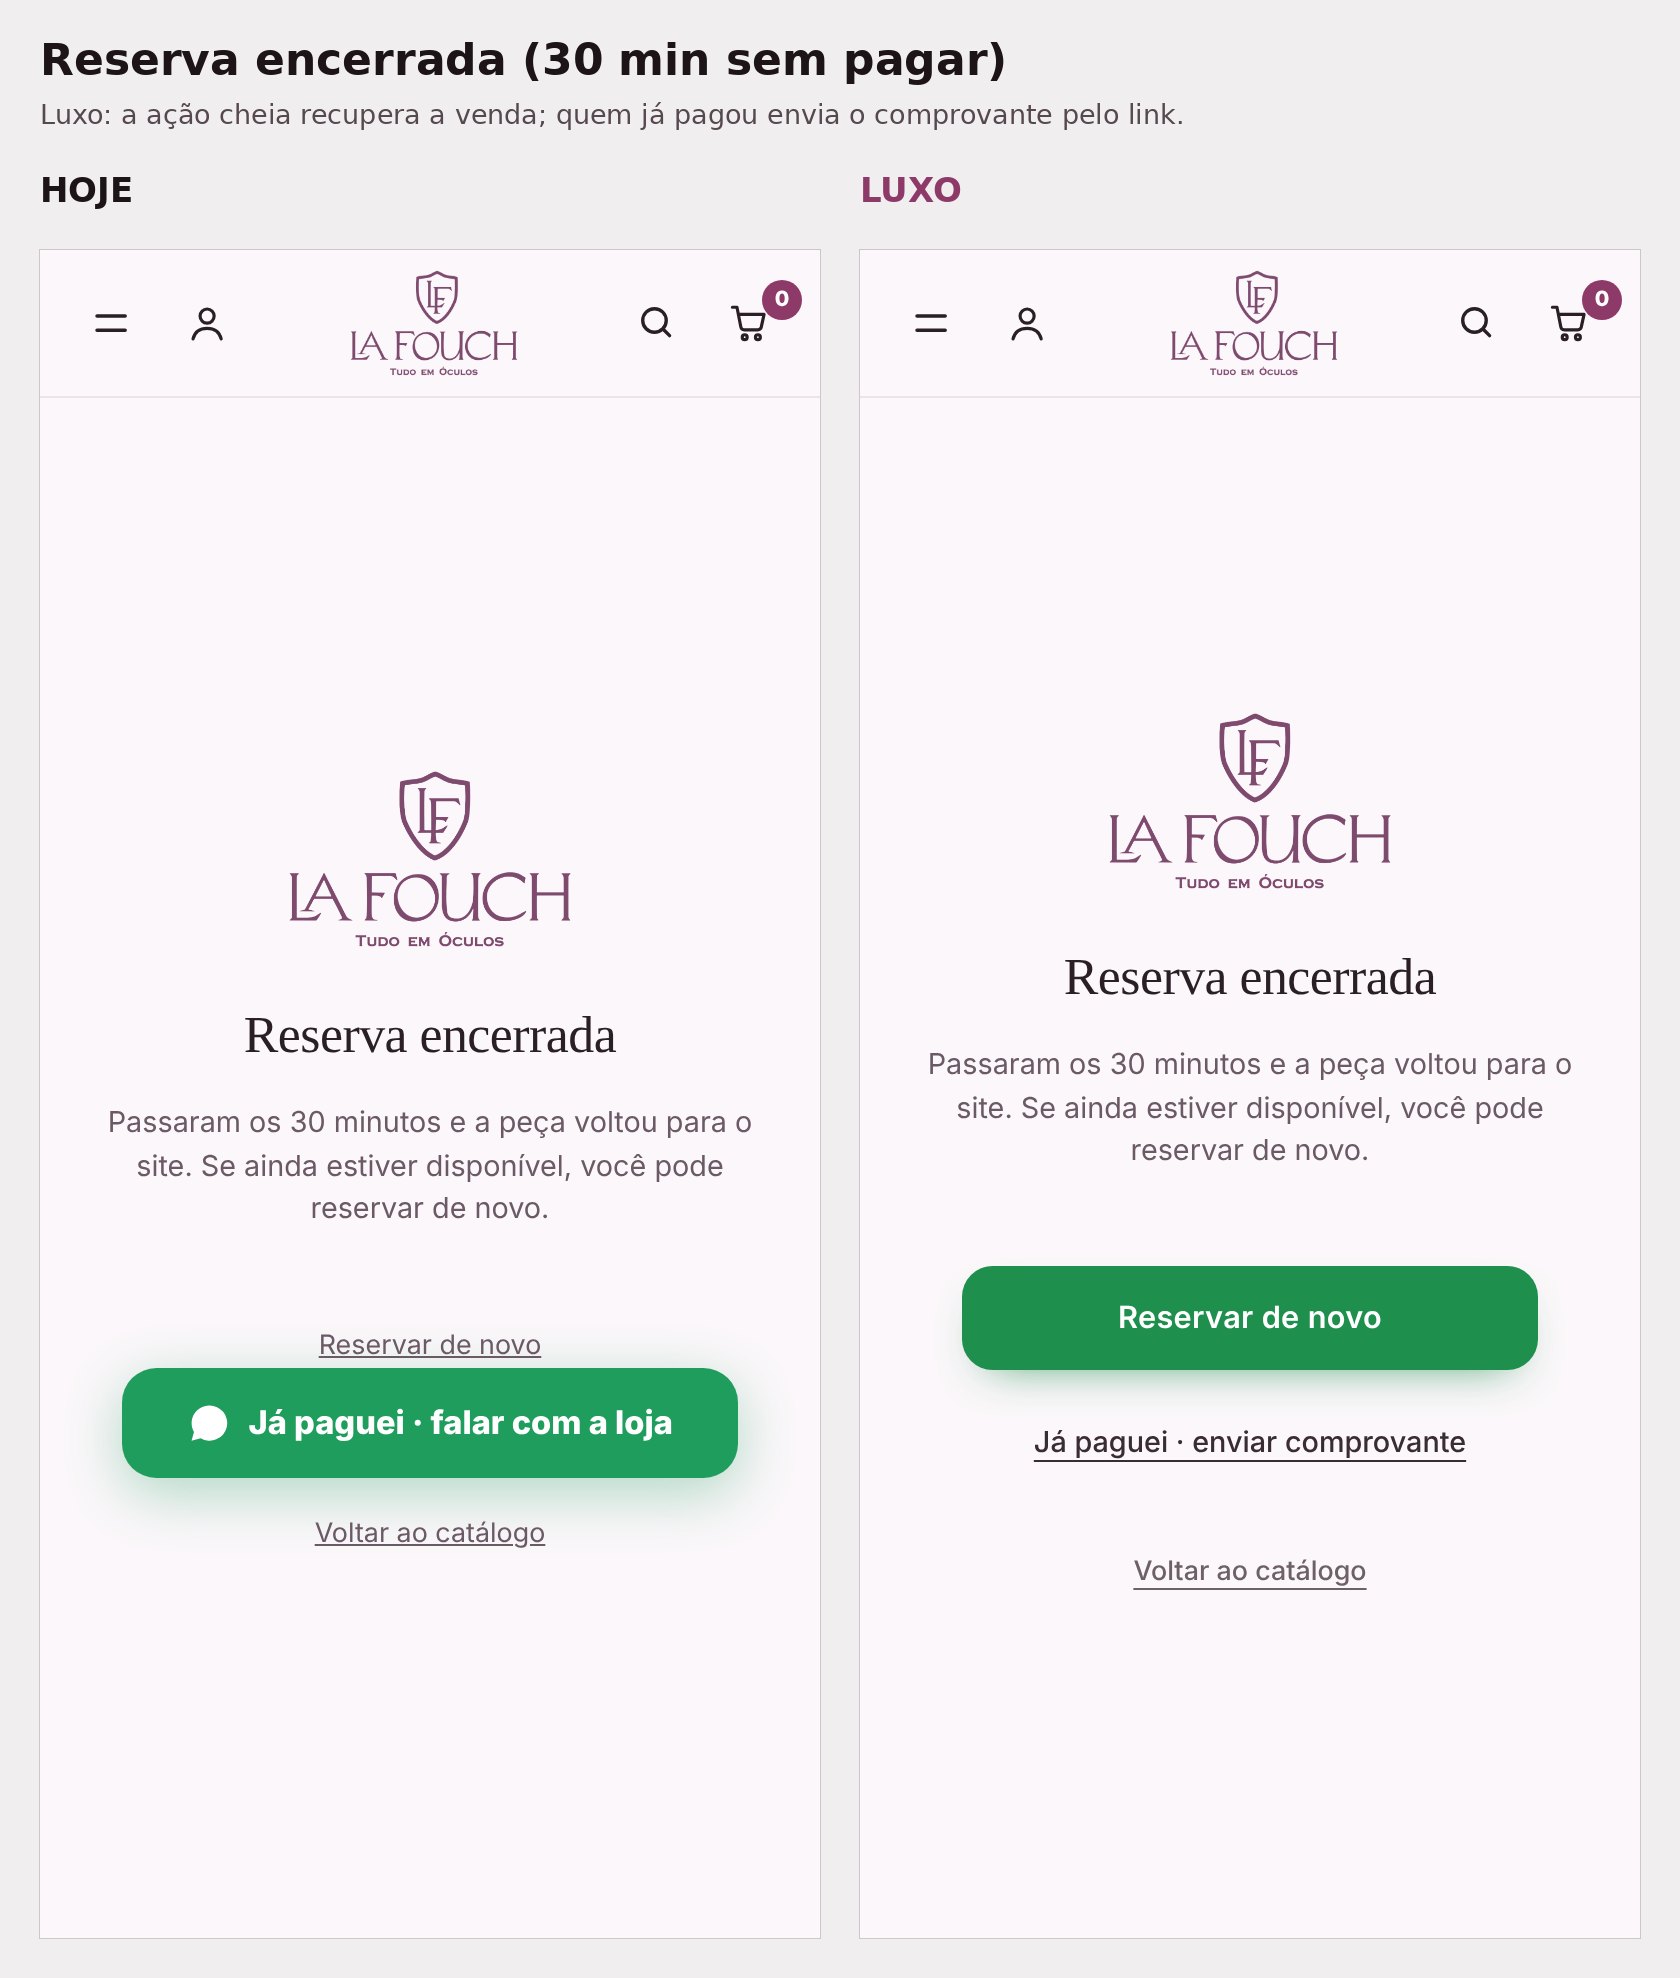 Reserva encerrada (30 min sem pagar)
Luxo: a ação cheia recupera a venda; quem já pagou envia o comprovante pelo link.
HOJE
LF
LA FOUCH
TUDO EM ÓCULOS
0
LF
LA FOUCH
TUDO EM ÓCULOS
Reserva encerrada
Passaram os 30 minutos e a peça voltou para o
site. Se ainda estiver disponível, você pode
reservar de novo.
Reservar de novo
Já paguei · falar com a loja
Voltar ao catálogo
LUXO
LF
LA FOUCH
TUDO EM ÓCULOS
0
LF
LA FOUCH
TUDO EM ÓCULOS
Reserva encerrada
Passaram os 30 minutos e a peça voltou para o
site. Se ainda estiver disponível, você pode
reservar de novo.
Reservar de novo
Já paguei · enviar comprovante
Voltar ao catálogo